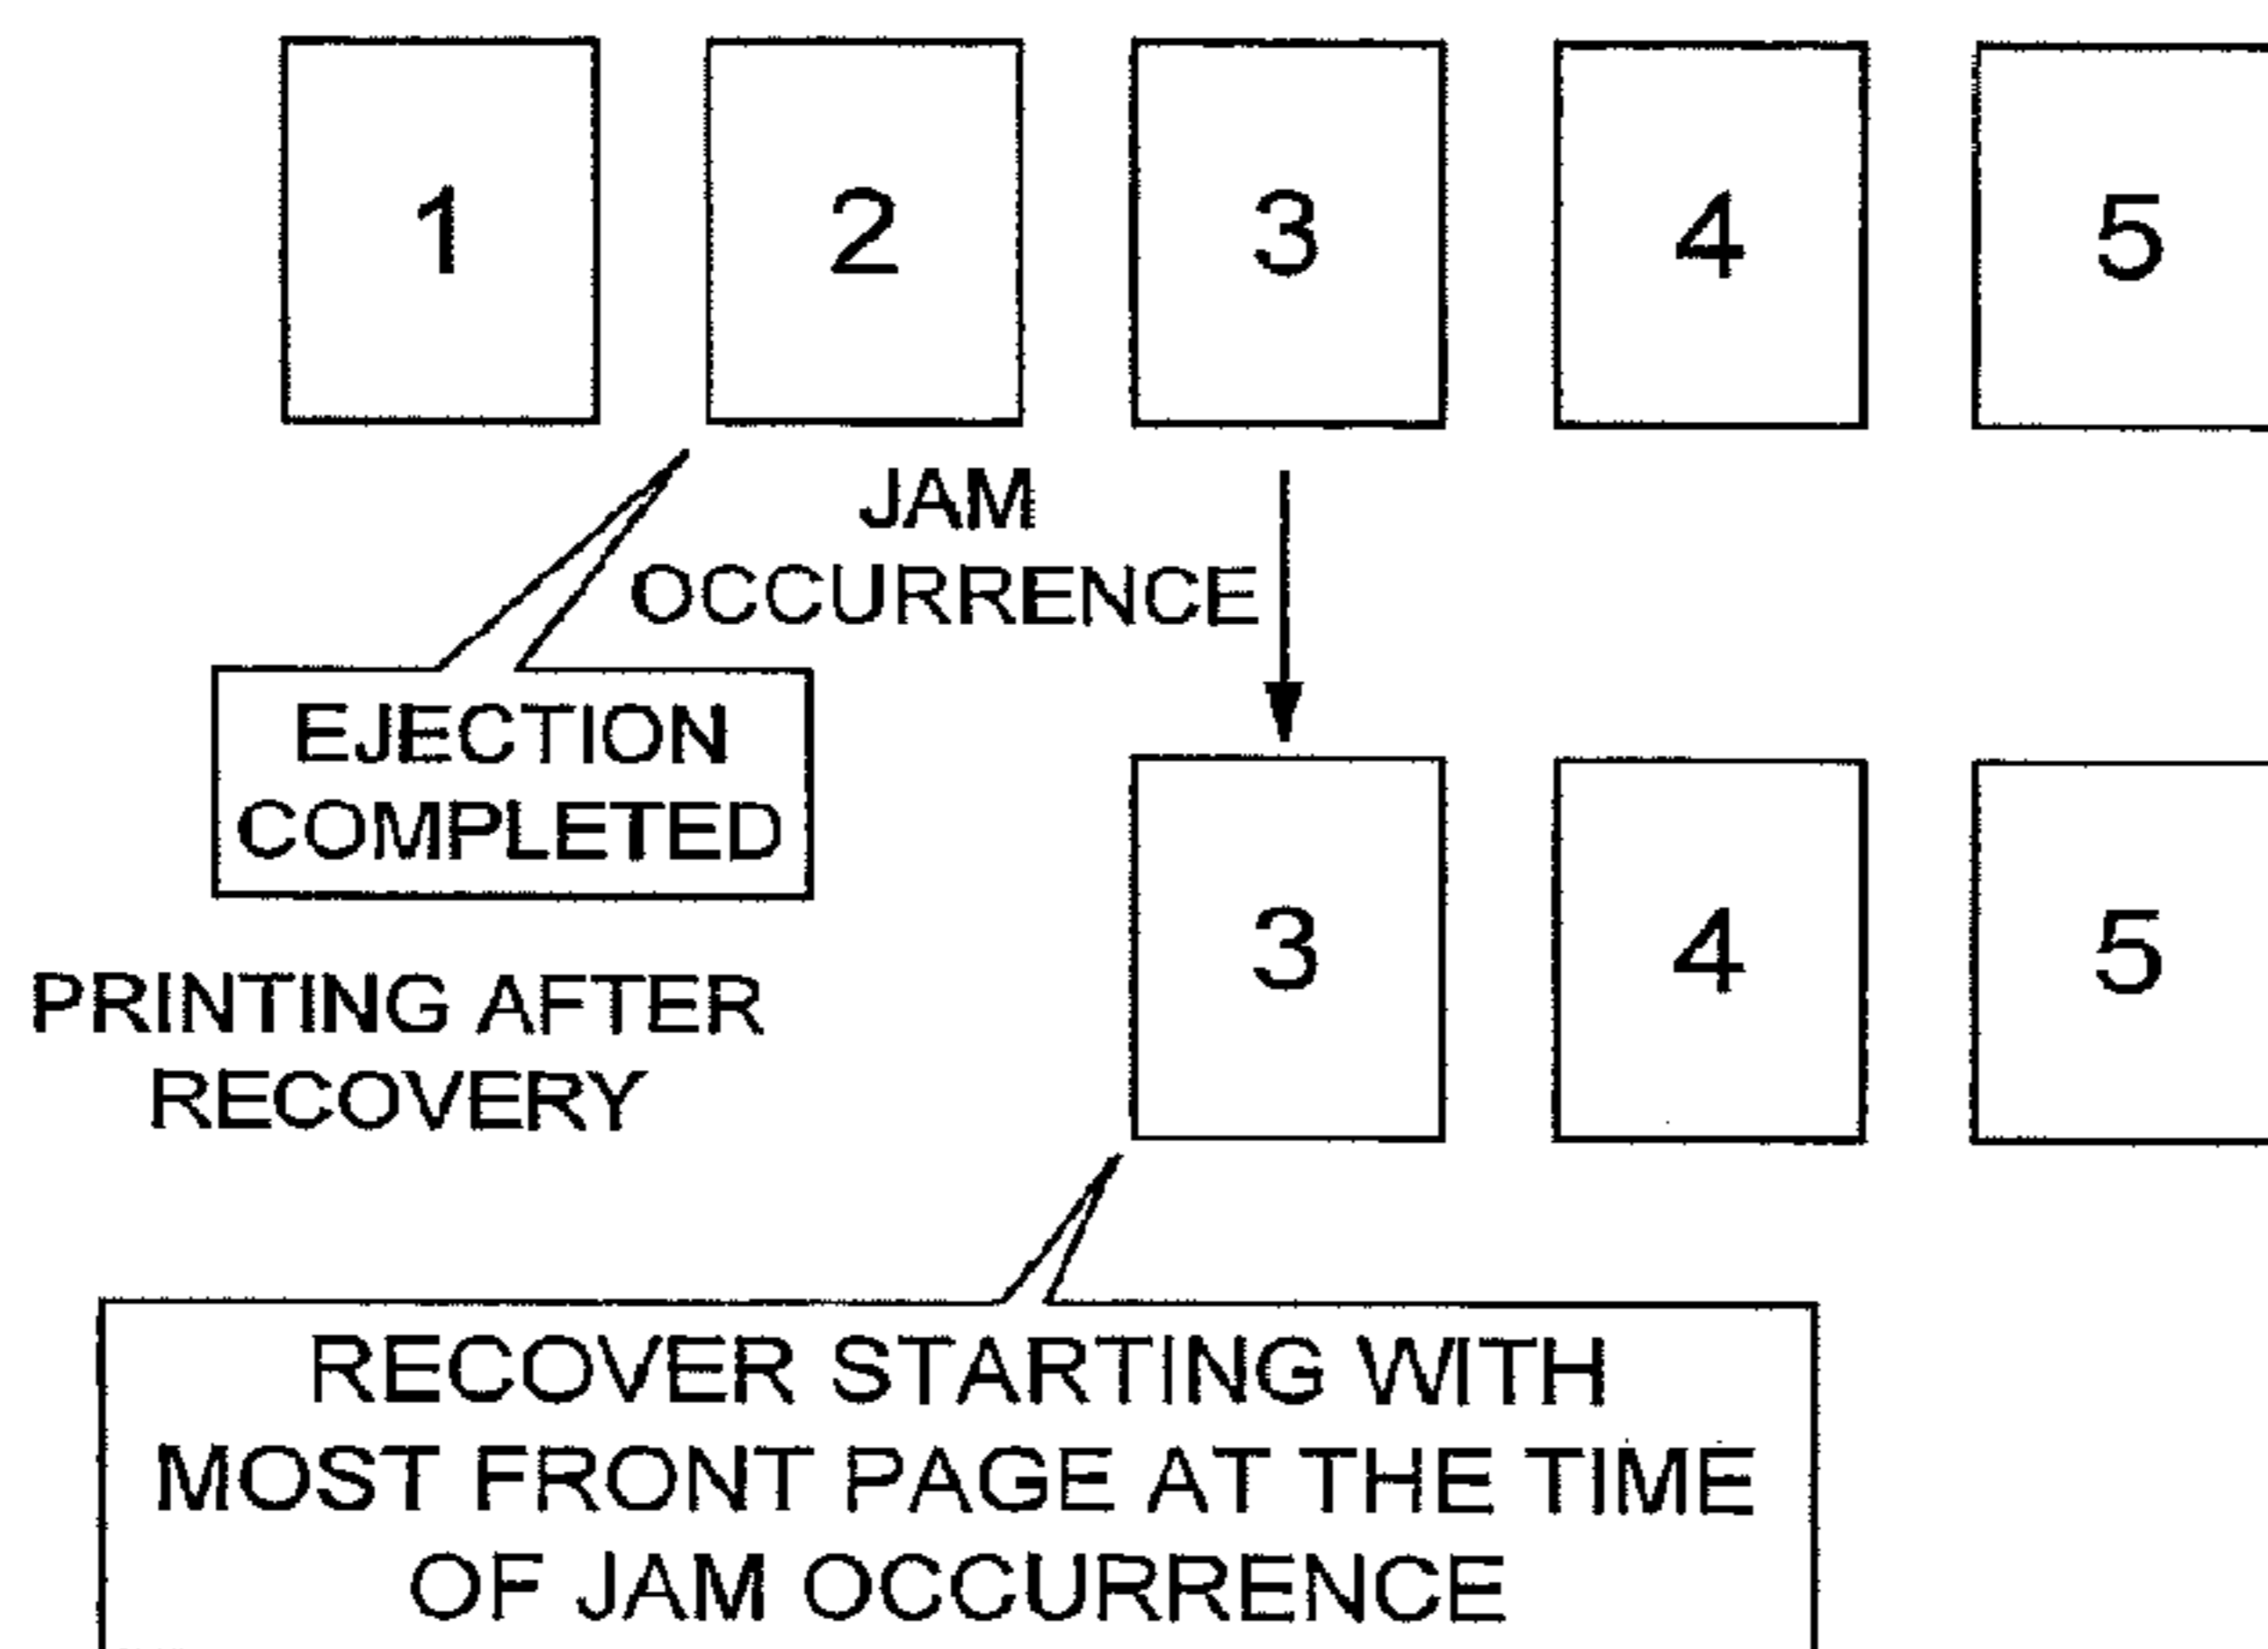 1 2 3 4 5
JAM
OCCURRENCE
EJECTION
COMPLETED
3 4 5
PRINTING AFTER
RECOVERY
RECOVER STARTING WITH
MOST FRONT PAGE AT THE TIME
OF JAM OCCURRENCE